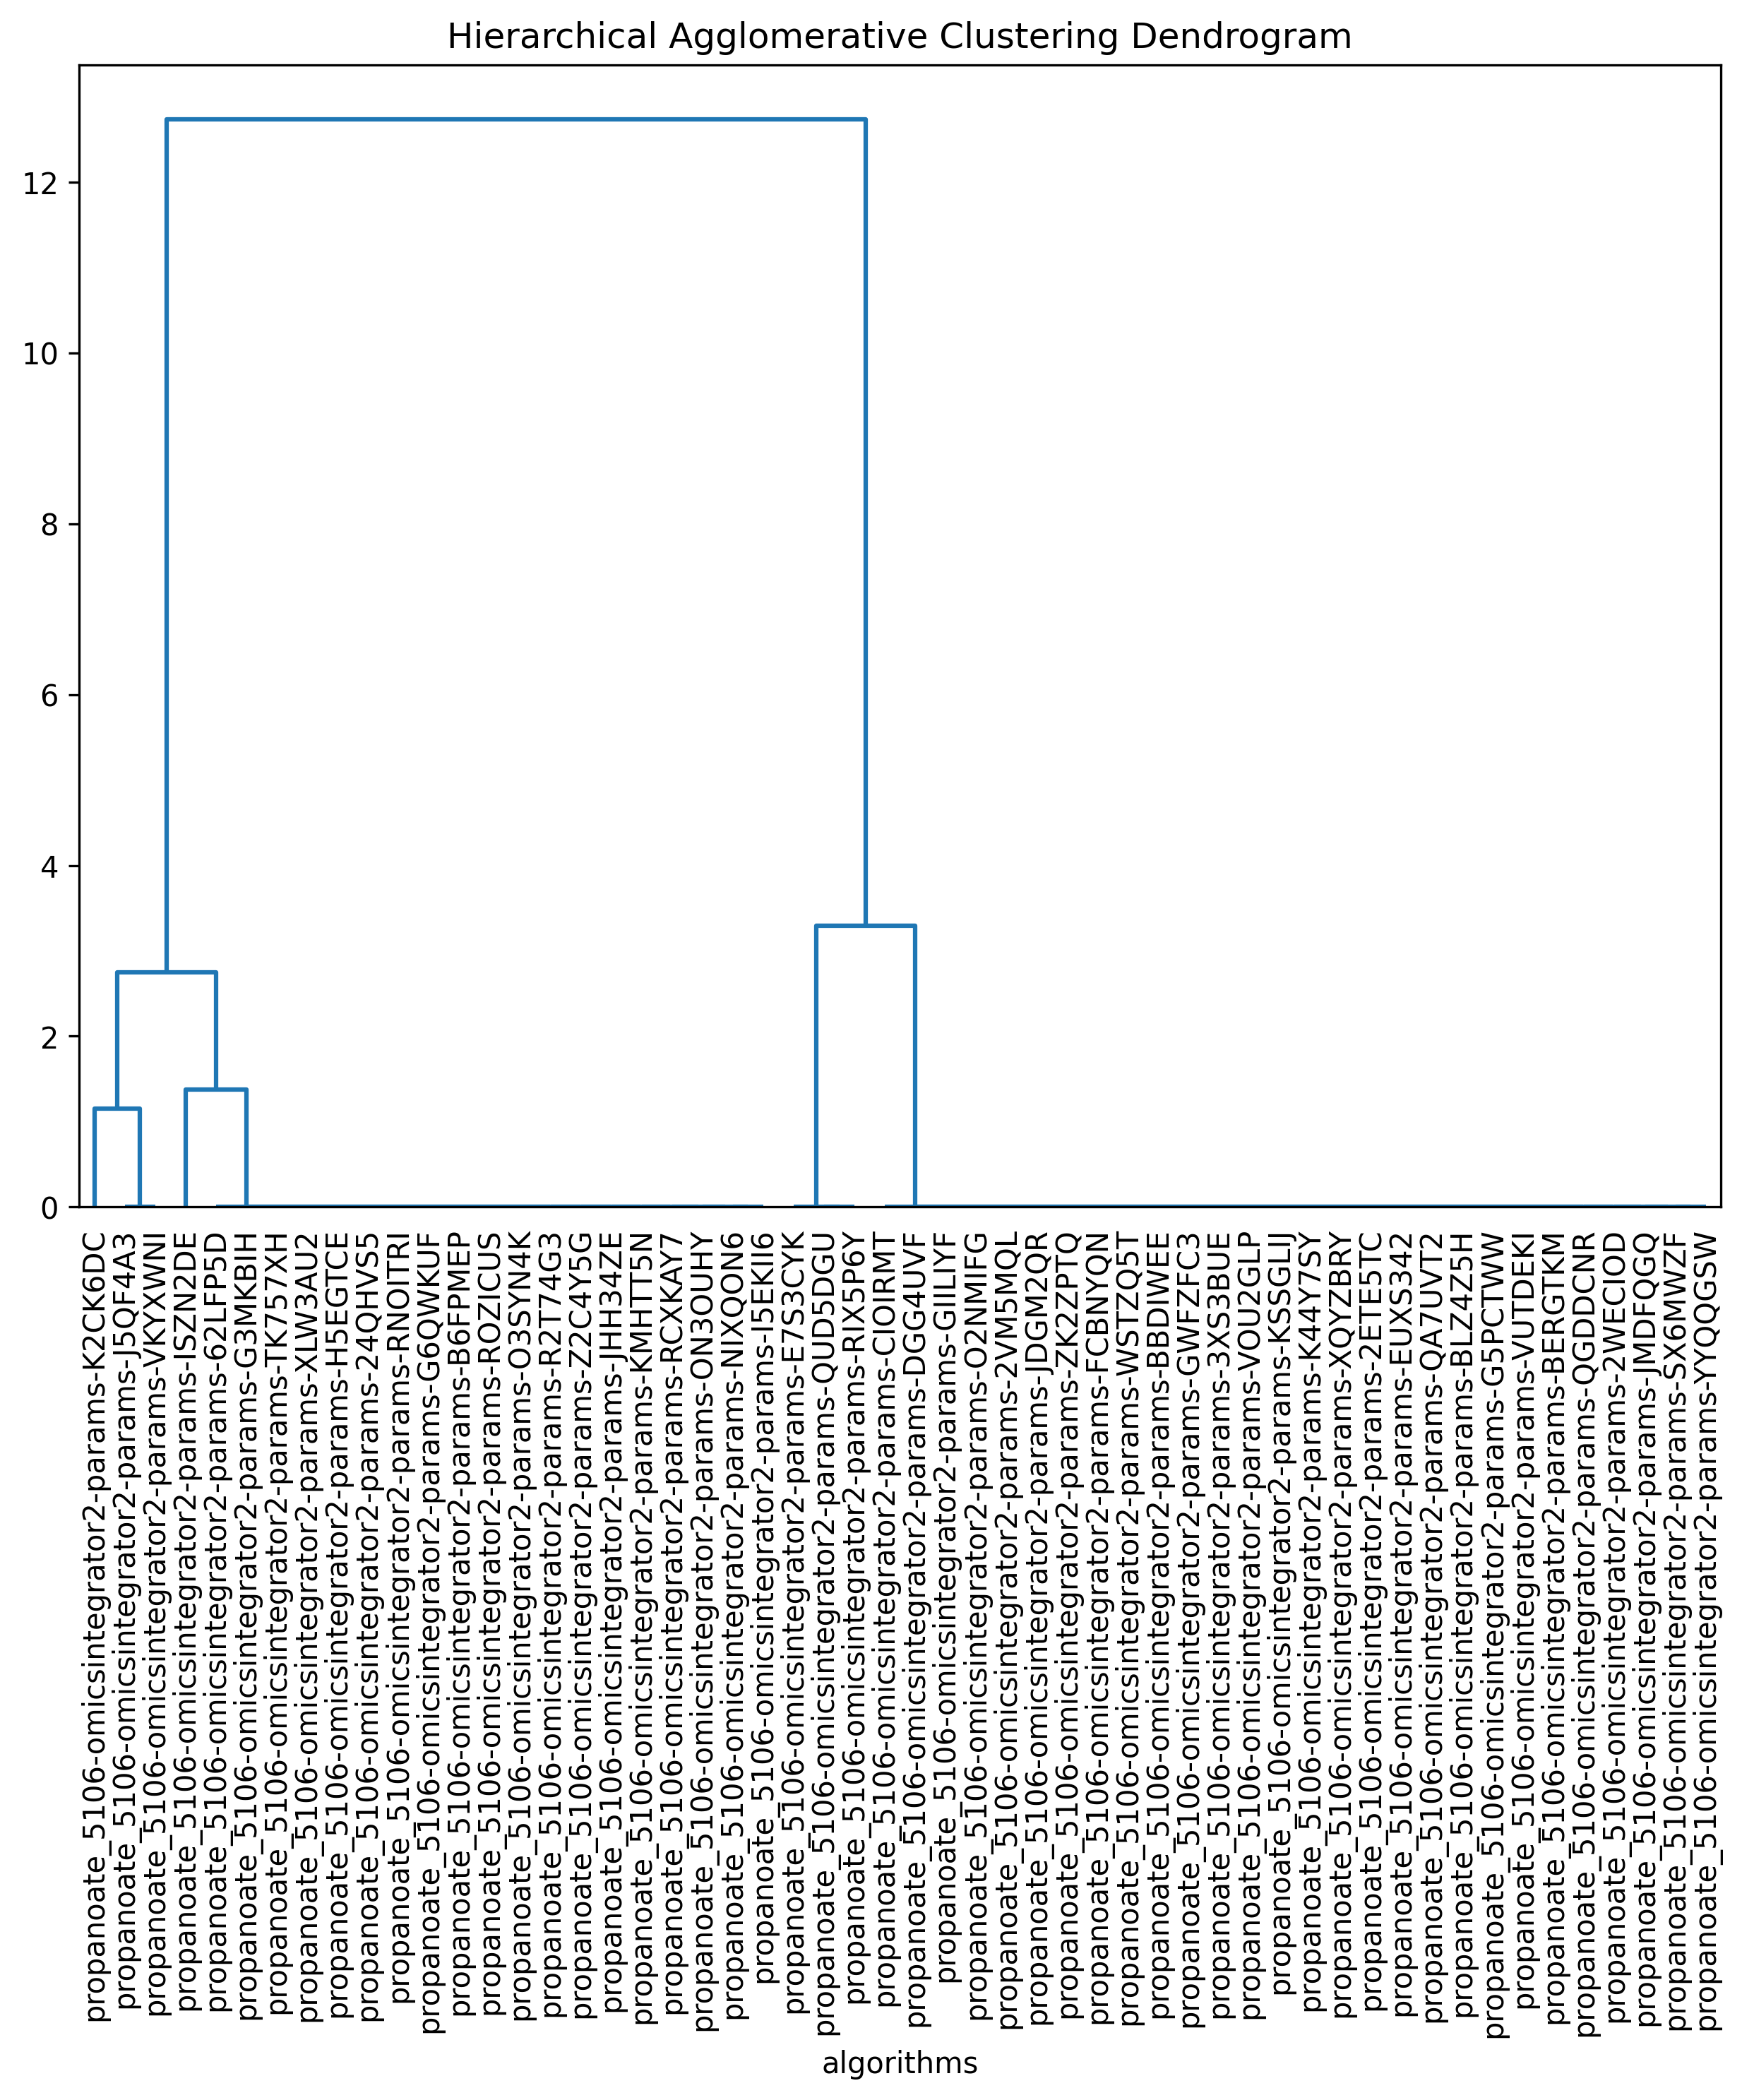 Hierarchical Agglomerative Clustering Dendrogram
12
10
8
6
4
2
0
propanoate_5106-omicsintegrator2-params-K2CK6DC
propanoate_5106-omicsintegrator2-params-J5QF4A3
propanoate_5106-omicsintegrator2-params-VKYXWNI
propanoate_5106-omicsintegrator2-params-ISZN2DE
propanoate_5106-omicsintegrator2-params-62LFP5D
propanoate_5106-omicsintegrator2-params-G3MKBIH
propanoate_5106-omicsintegrator2-params-TK757XH
propanoate_5106-omicsintegrator2-params-XLW3AU2
propanoate_5106-omicsintegrator2-params-H5EGTCE
propanoate_5106-omicsintegrator2-params-24QHVS5
propanoate_5106-omicsintegrator2-params-RNOITRI
propanoate_5106-omicsintegrator2-params-G6QWKUF
propanoate_5106-omicsintegrator2-params-B6FPMEP
propanoate_5106-omicsintegrator2-params-ROZICUS
propanoate_5106-omicsintegrator2-params-O3SYN4K
propanoate_5106-omicsintegrator2-params-R2T74G3
propanoate_5106-omicsintegrator2-params-Z2C4Y5G
propanoate_5106-omicsintegrator2-params-JHH34ZE
propanoate_5106-omicsintegrator2-params-KMHTT5N
propanoate_5106-omicsintegrator2-params-RCXKAY7
propanoate_5106-omicsintegrator2-params-ON3OUHY
propanoate_5106-omicsintegrator2-params-NIXQON6
propanoate_5106-omicsintegrator2-params-I5EKII6
propanoate_5106-omicsintegrator2-params-E7S3CYK
propanoate_5106-omicsintegrator2-params-QUD5DGU
propanoate_5106-omicsintegrator2-params-RIX5P6Y
propanoate_5106-omicsintegrator2-params-CIOIRMT
propanoate_5106-omicsintegrator2-params-DGG4UVF
propanoate_5106-omicsintegrator2-params-GIILIYF
propanoate_5106-omicsintegrator2-params-O2NMIFG
propanoate_5106-omicsintegrator2-params-2VM5MQL
propanoate_5106-omicsintegrator2-params-JDGM2QR
propanoate_5106-omicsintegrator2-params-ZK2ZPTQ
propanoate_5106-omicsintegrator2-params-FCBNYQN
propanoate_5106-omicsintegrator2-params-WSTZQ5T
propanoate_5106-omicsintegrator2-params-BBDIWEE
propanoate_5106-omicsintegrator2-params-GWFZFC3
propanoate_5106-omicsintegrator2-params-3XS3BUE
propanoate_5106-omicsintegrator2-params-VOU2GLP
propanoate_5106-omicsintegrator2-params-KSSGLIJ
propanoate_5106-omicsintegrator2-params-K44Y7SY
propanoate_5106-omicsintegrator2-params-XQYZBRY
propanoate_5106-omicsintegrator2-params-2ETE5TC
propanoate_5106-omicsintegrator2-params-EUXS342
propanoate_5106-omicsintegrator2-params-QA7UVT2
propanoate_5106-omicsintegrator2-params-BLZ4Z5H
propanoate_5106-omicsintegrator2-params-G5PCTWW
propanoate_5106-omicsintegrator2-params-VUTDEKI
propanoate_5106-omicsintegrator2-params-BERGTKM
propanoate_5106-omicsintegrator2-params-QGDDCNR
propanoate_5106-omicsintegrator2-params-2WECIOD
propanoate_5106-omicsintegrator2-params-JMDFQGQ
propanoate_5106-omicsintegrator2-params-SX6MWZF
propanoate_5106-omicsintegrator2-params-YYQQGSW
algorithms